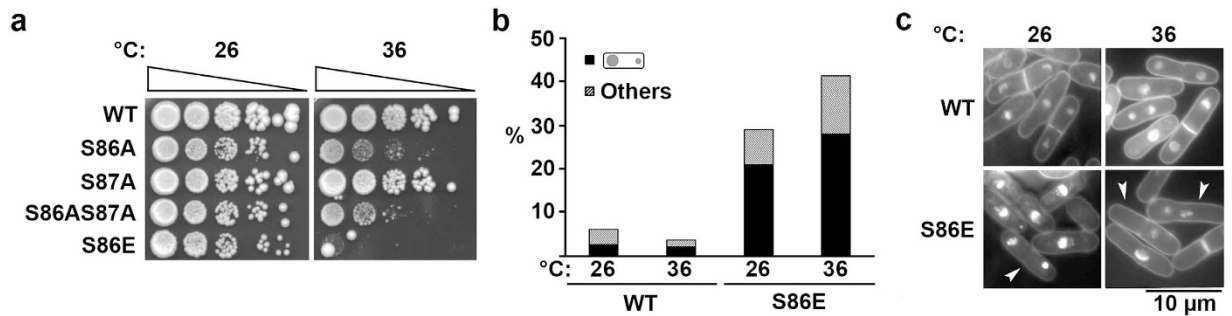 a
°C: 26 36
WT
S86A
S87A
S86AS87A
S86E
b
50
40
30
20
10
%
Others
°C: 26 36 26 36
WT S86E
c
°C: 26 36
WT
S86E
10 µm